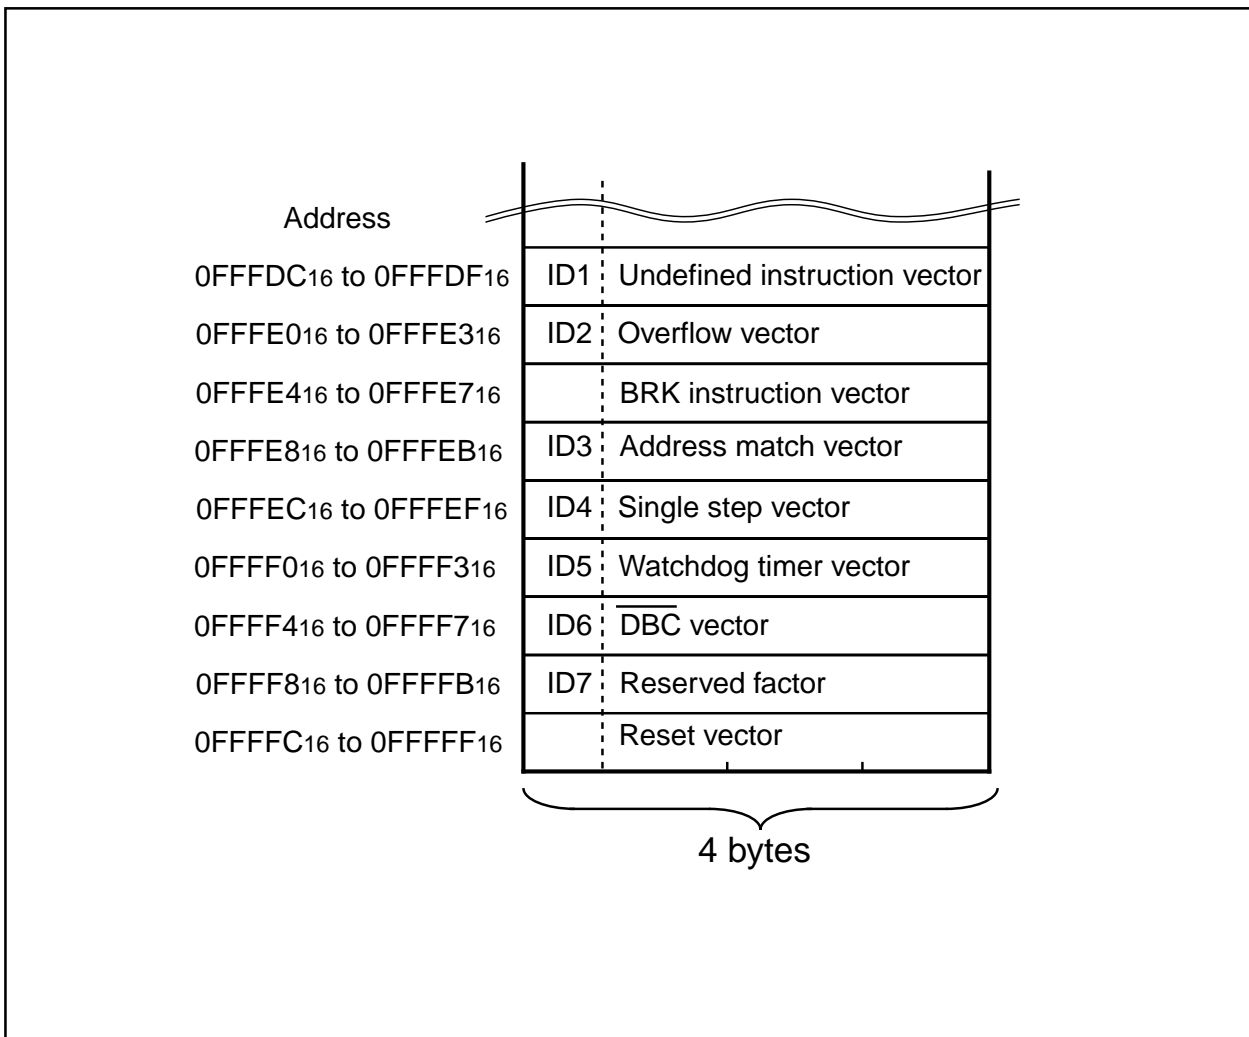 Address
0FFFDC16 to 0FFFDF16 ID1 Undefined instruction vector
0FFFE016 to 0FFFE316 ID2 Overflow vector
0FFFE416 to 0FFFE716 BRK instruction vector
0FFFE816 to 0FFFEB16 ID3 Address match vector
0FFFEC16 to 0FFFEF16 ID4 Single step vector
0FFFF016 to 0FFFF316 ID5 Watchdog timer vector
0FFFF416 to 0FFFF716 ID6 D̅B̅C̅ vector
0FFFF816 to 0FFFFB16 ID7 Reserved factor
0FFFFC16 to 0FFFFF16 Reset vector
4 bytes